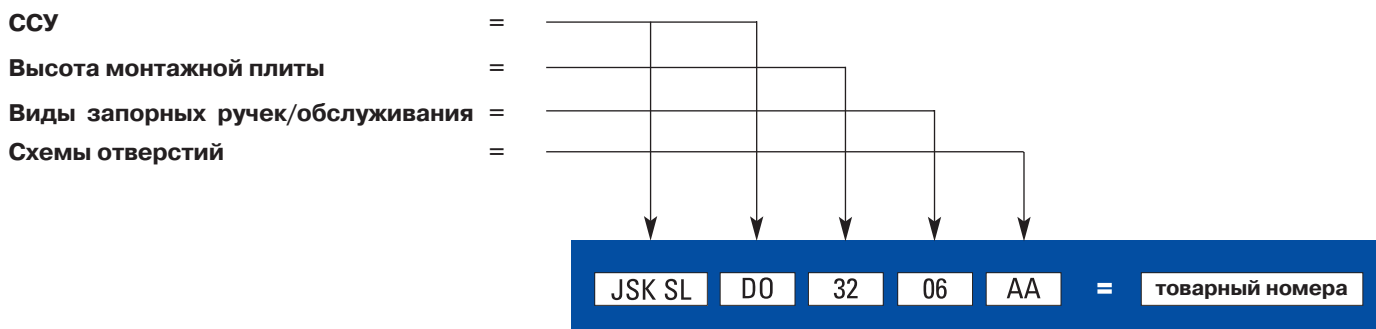 ССУ =
Высота монтажной плиты =
Виды запорных ручек/обслуживания =
Схемы отверстий =
JSK SL DO 32 06 AA = товарный номера